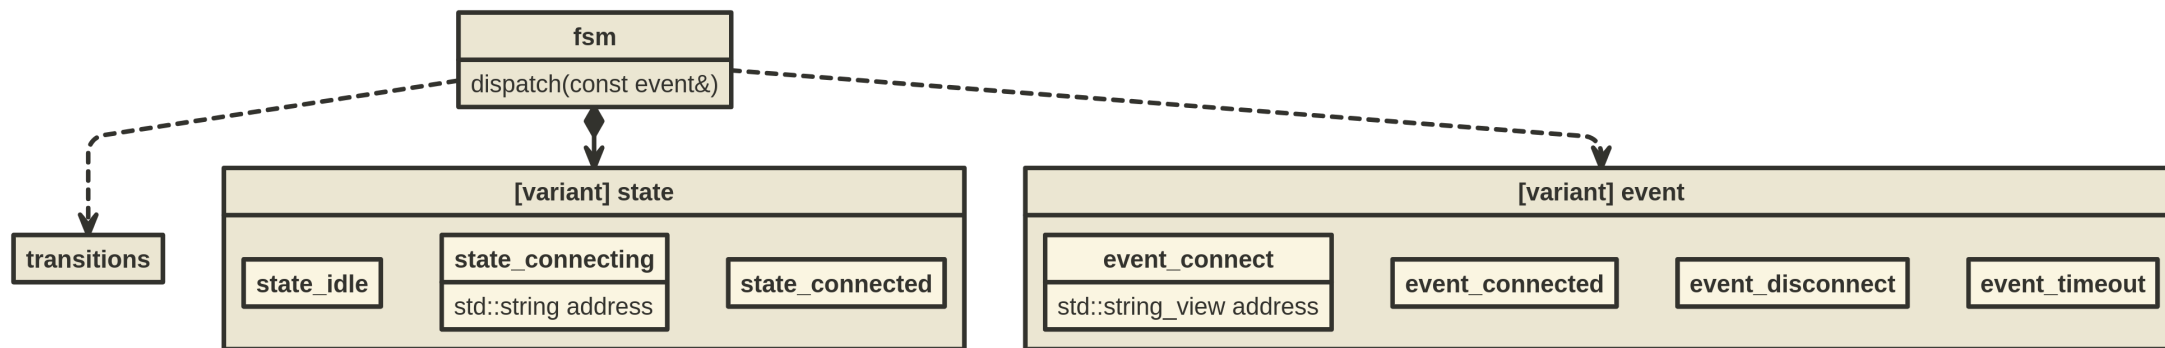 fsm
dispatch(const event&)
[variant] state
[variant] event
transitions
state_idle
state_connecting
std::string address
state_connected
event_connect
std::string_view address
event_connected
event_disconnect
event_timeout